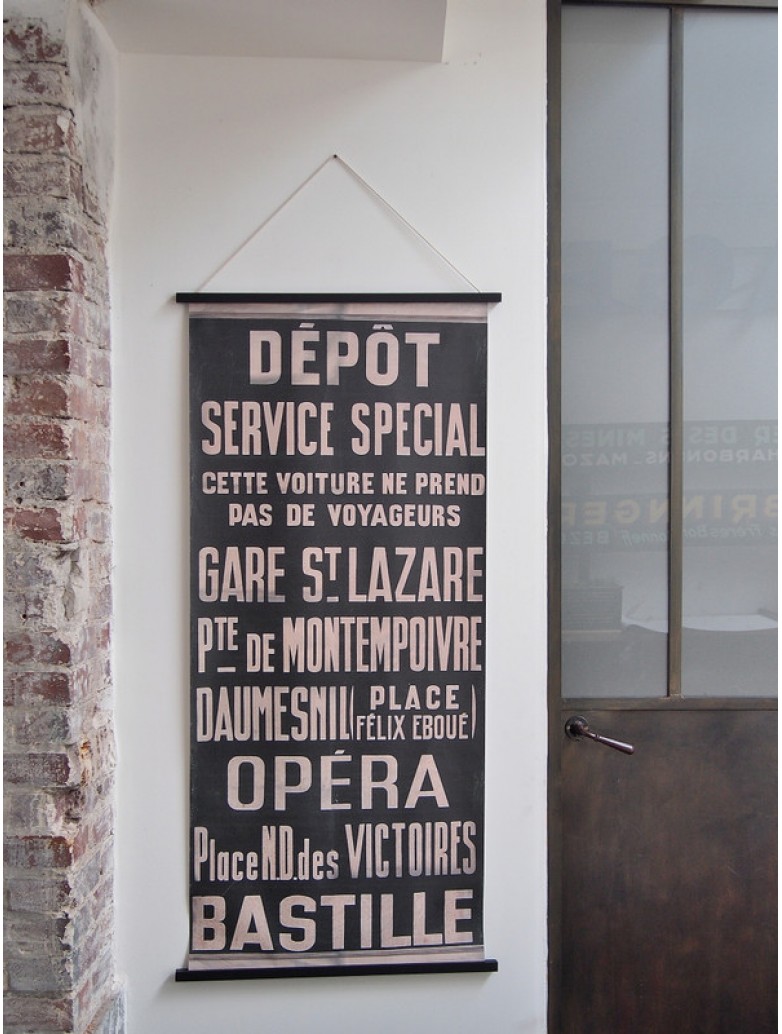 DÉPÔT
SERVICE SPECIAL
CETTE VOITURE NE PREND
PAS DE VOYAGEURS
GARE ST LAZARE
PTE DE MONTEMPOIVRE
DAUMESNIL (PLACE
FÉLIX EBOUÉ)
OPÉRA
Place N.D. des VICTOIRES
BASTILLE